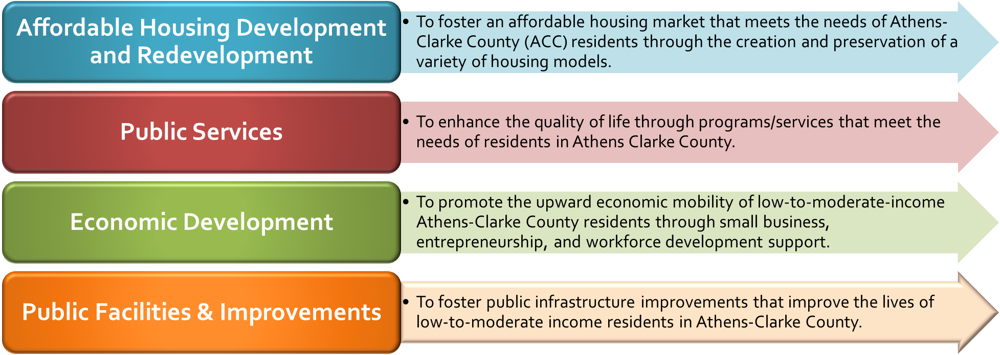 Affordable Housing Development
and Redevelopment
• To foster an affordable housing market that meets the needs of Athens-
Clarke County (ACC) residents through the creation and preservation of a
variety of housing models.
Public Services
• To enhance the quality of life through programs/services that meet the
needs of residents in Athens Clarke County.
Economic Development
• To promote the upward economic mobility of low-to-moderate-income
Athens-Clarke County residents through small business,
entrepreneurship, and workforce development support.
Public Facilities & Improvements
• To foster public infrastructure improvements that improve the lives of
low-to-moderate income residents in Athens-Clarke County.